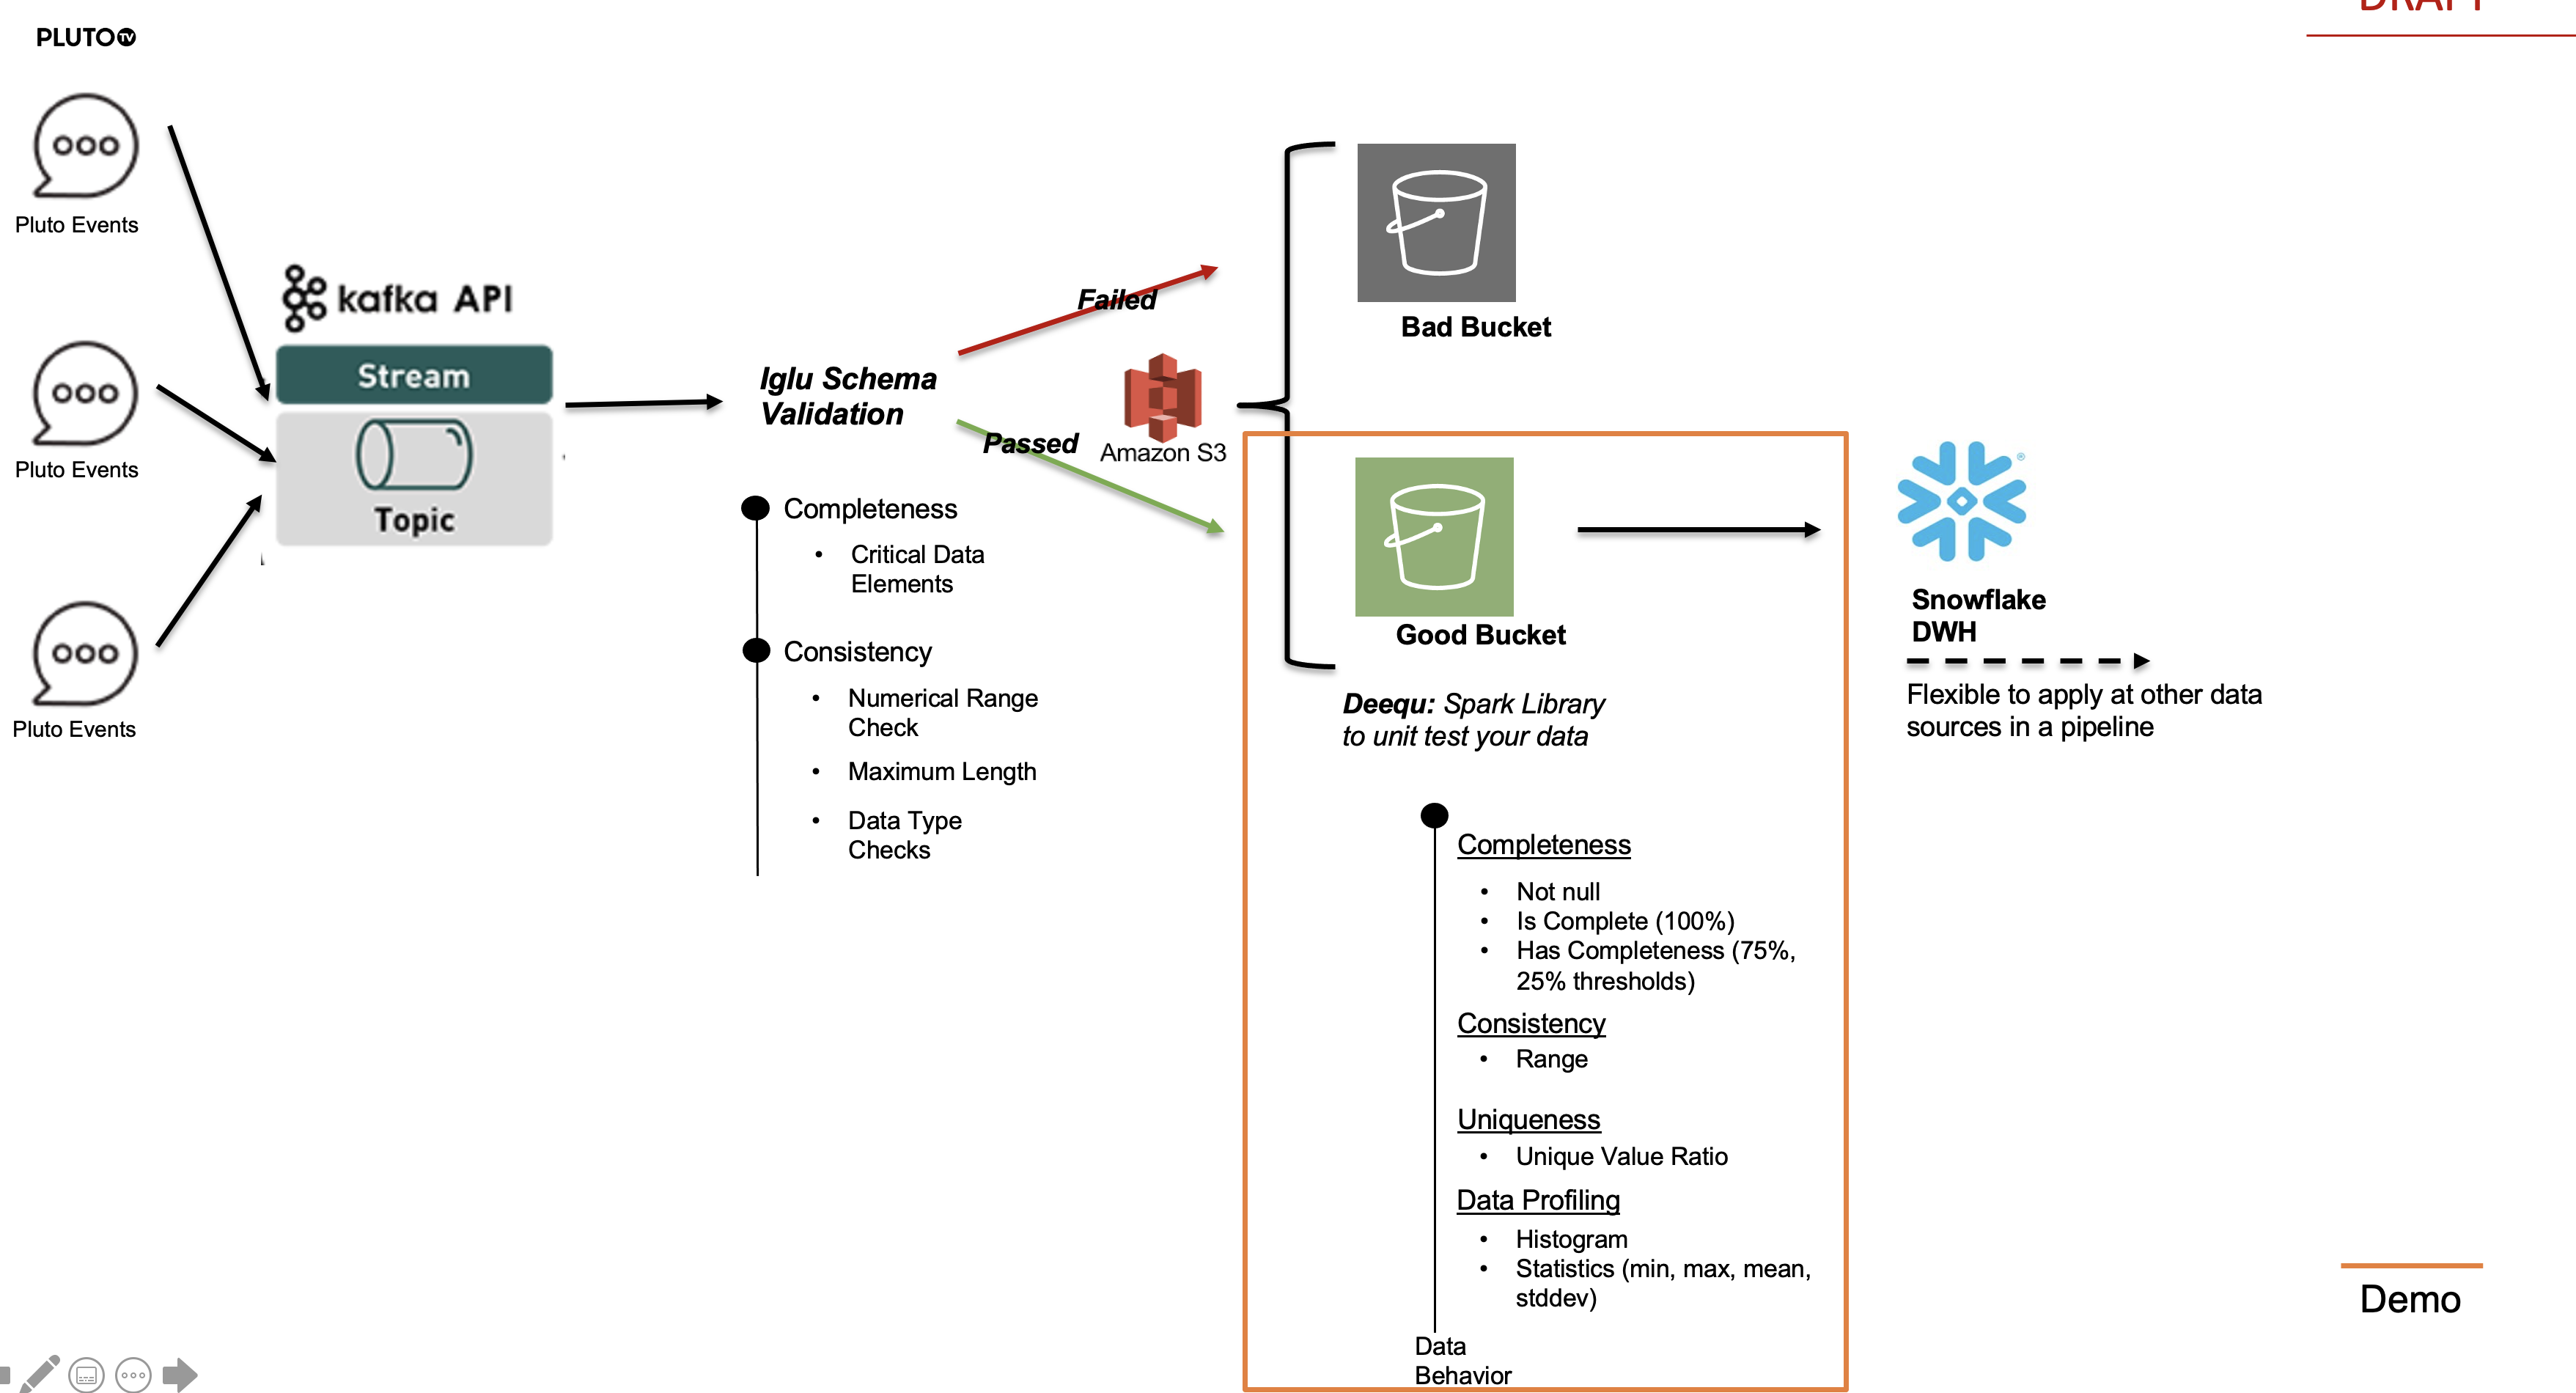 DRAFT
PLUTO TV
Pluto Events
kafka API
Stream
Topic
Pluto Events
Pluto Events
Iglu Schema
Validation
Failed
Passed
Amazon S3
Completeness
• Critical Data
Elements
Consistency
• Numerical Range
Check
• Maximum Length
• Data Type
Checks
Bad Bucket
Good Bucket
Deequ: Spark Library
to unit test your data
Completeness
• Not null
• Is Complete (100%)
• Has Completeness (75%,
25% thresholds)
Consistency
• Range
Uniqueness
• Unique Value Ratio
Data Profiling
• Histogram
• Statistics (min, max, mean,
stddev)
Data
Behavior
®
Snowflake
DWH
Flexible to apply at other data
sources in a pipeline
Demo